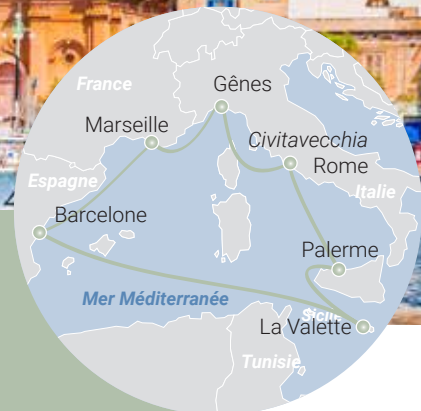 France
Gênes
Marseille
Civitavecchia
Rome
Espagne
Italie
Barcelone
Palerme
Mer Méditerranée
Sicile
La Valette
Tunisie